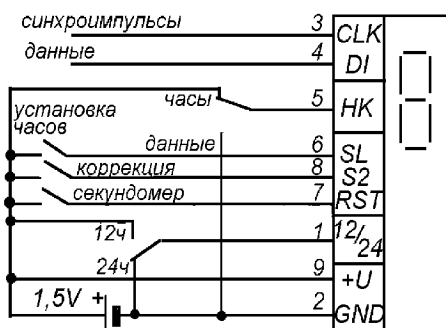 синхроимпульсы 3 CLK
данные 4 DI
часы 5 HK
установка
часов
данные 6 SL
коррекция 8 S2
секундомер 7 RST
12ч 1 12/24
24ч 9 +U
1,5V + 2 GND